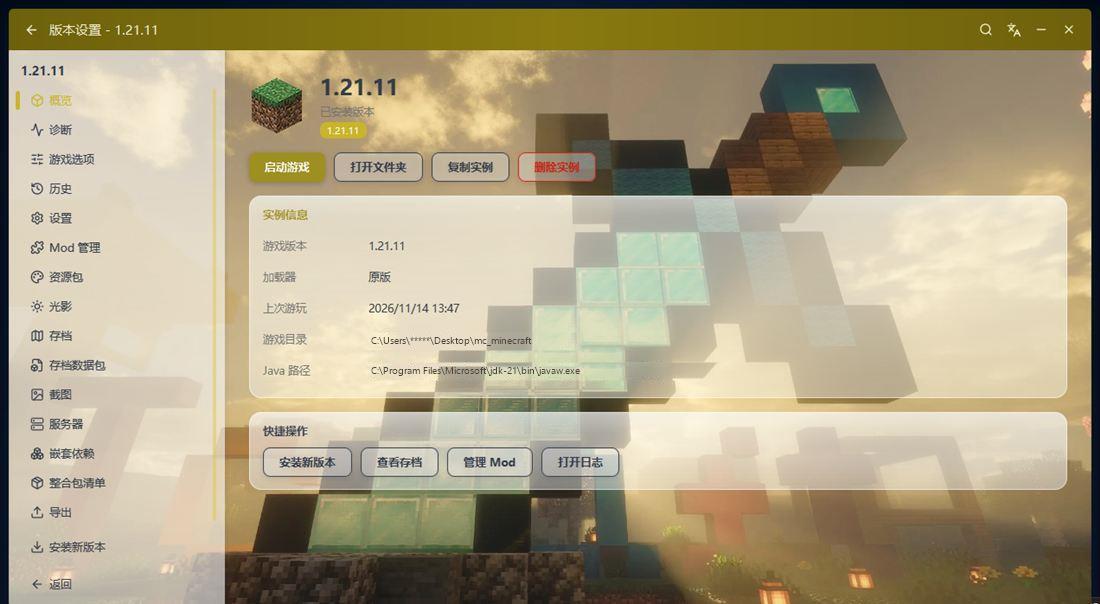 版本设置 - 1.21.11
1.21.11
概览
诊断
游戏选项
历史
设置
Mod 管理
资源包
光影
存档
存档数据包
截图
服务器
嵌套依赖
整合包清单
导出
安装新版本
返回
1.21.11
已安装版本
1.21.11
启动游戏 打开文件夹 复制实例 删除实例
实例信息
游戏版本 1.21.11
加载器 原版
上次游玩 2026/11/14 13:47
游戏目录 C:\Users\*****\Desktop\mc_minecraft
Java 路径 C:\Program Files\Microsoft\jdk-21\bin\javaw.exe
快捷操作
安装新版本 查看存档 管理 Mod 打开日志